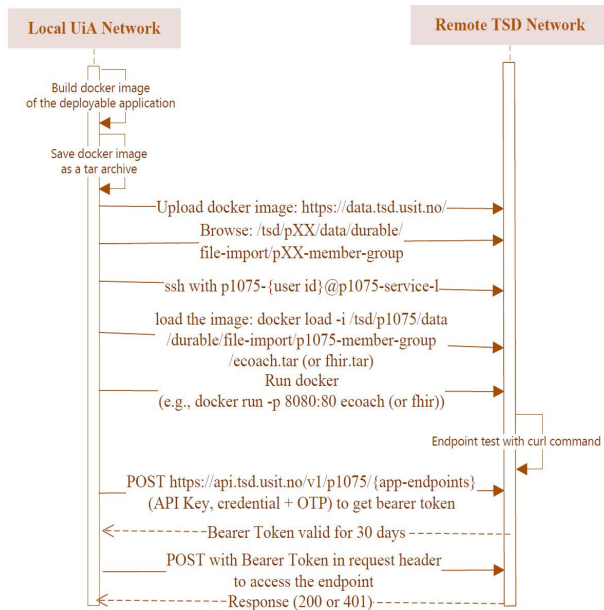 Local UiA Network
Remote TSD Network
Build docker image
of the deployable application
Save docker image
as a tar archive
Upload docker image: https://data.tsd.usit.no/
Browse: /tsd/pXX/data/durable/
file-import/pXX-member-group
ssh with p1075-{user id}@p1075-service-l
load the image: docker load -i /tsd/p1075/data
/durable/file-import/p1075-member-group
/ecoach.tar (or fhir.tar)
Run docker
(e.g., docker run -p 8080:80 ecoach (or fhir))
Endpoint test with curl command
POST https://api.tsd.usit.no/v1/p1075/{app-endpoints}
(API Key, credential + OTP) to get bearer token
Bearer Token valid for 30 days
POST with Bearer Token in request header
to access the endpoint
Response (200 or 401)